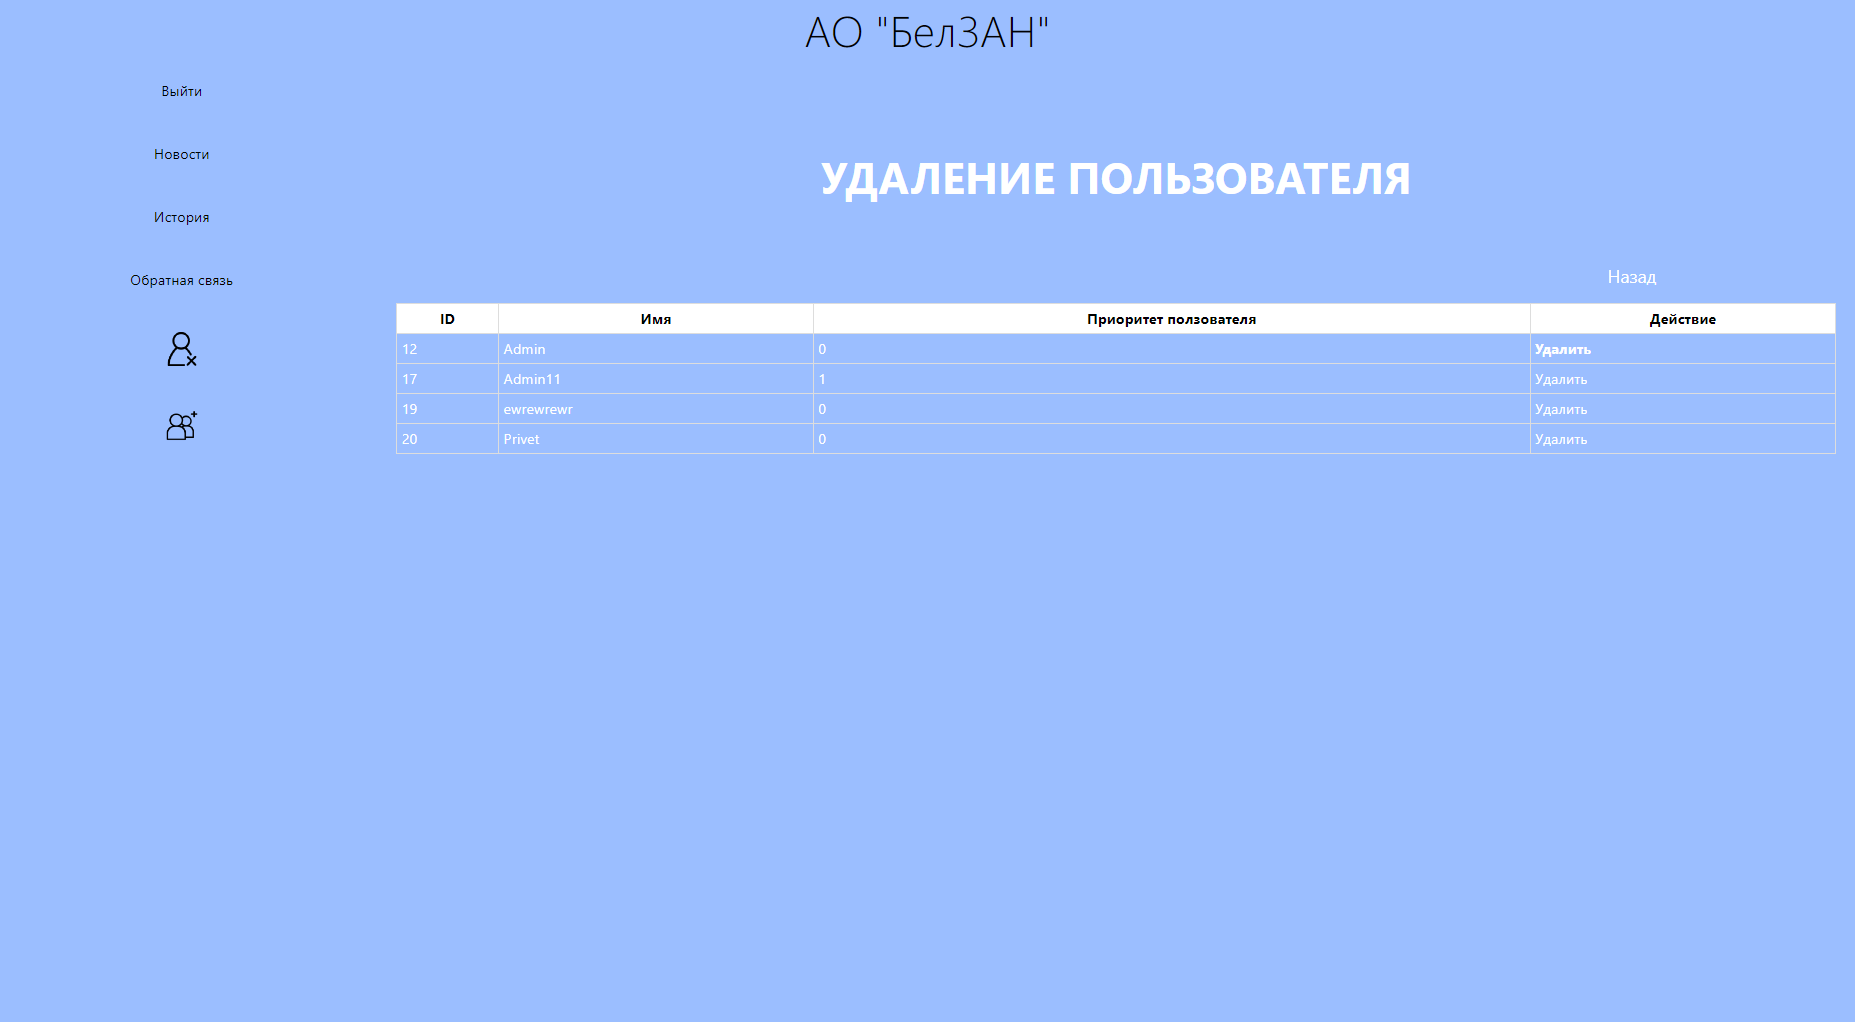 АО "БелЗАН"
Выйти
Новости
История
Обратная связь
УДАЛЕНИЕ ПОЛЬЗОВАТЕЛЯ
Назад
ID Имя Приоритет ползователя Действие
12 Admin 0 Удалить
17 Admin11 1 Удалить
19 ewrewrewr 0 Удалить
20 Privet 0 Удалить